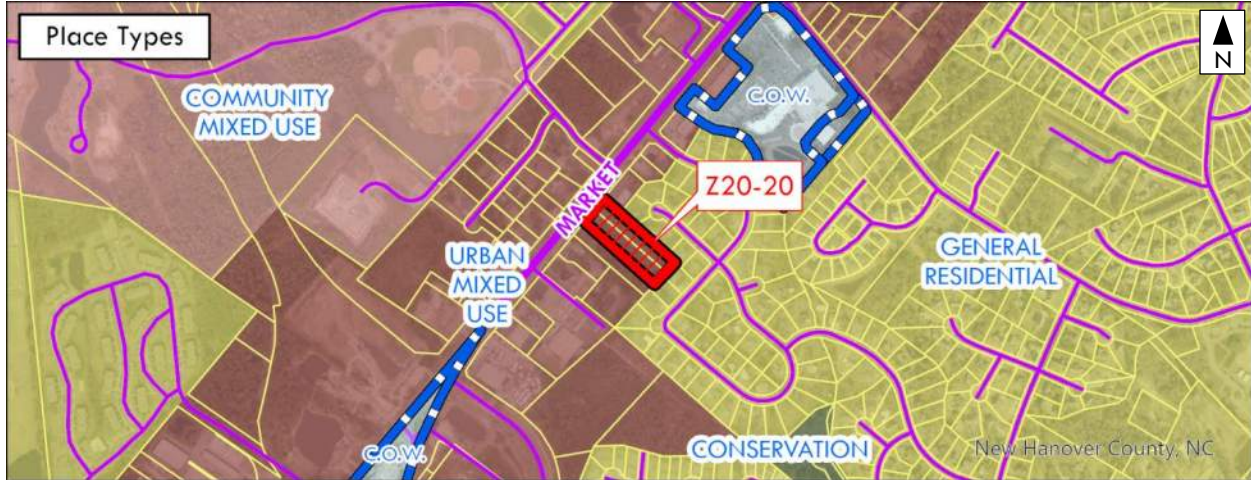 Place Types
N
COMMUNITY
MIXED USE
C.O.W.
MARKET
Z20-20
URBAN
MIXED
USE
GENERAL
RESIDENTIAL
C.O.W.
CONSERVATION
New Hanover County, NC